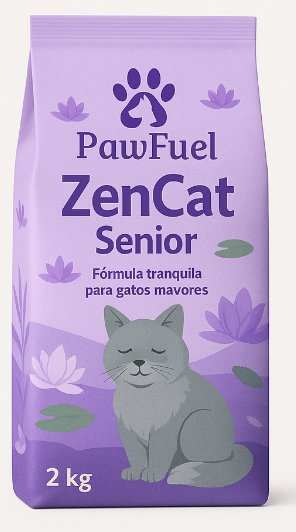 PawFuel
ZenCat
Senior
Fórmula tranquila
para gatos mavores
2 kg